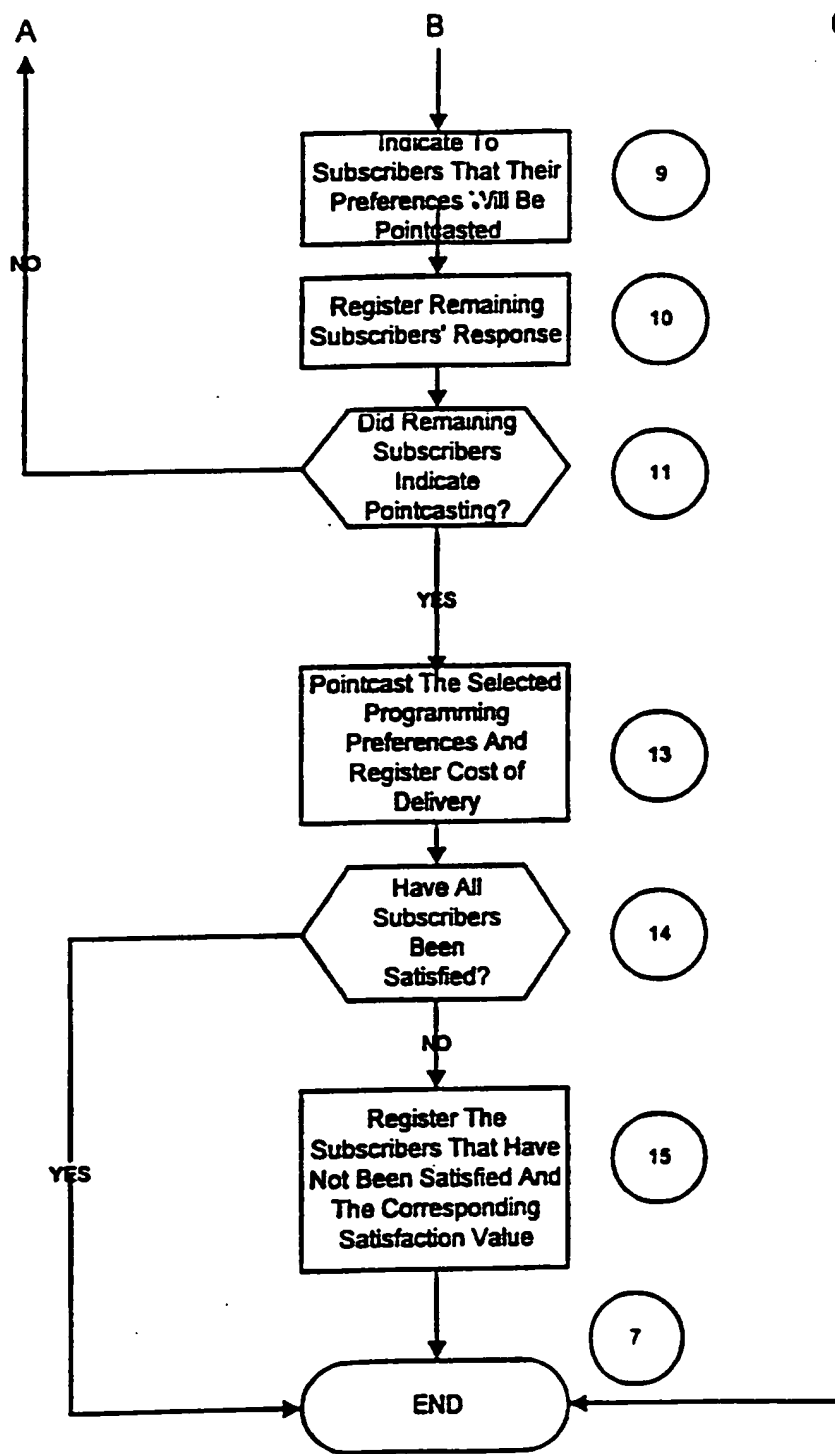 A
B
Indicate To
Subscribers That Their
Preferences Will Be
Pointcasted
9
NO
Register Remaining
Subscribers' Response
10
Did Remaining
Subscribers
Indicate
Pointcasting?
11
YES
Pointcast The Selected
Programming
Preferences And
Register Cost of
Delivery
13
Have All
Subscribers
Been
Satisfied?
14
NO
Register The
Subscribers That Have
Not Been Satisfied And
The Corresponding
Satisfaction Value
15
YES
7
END